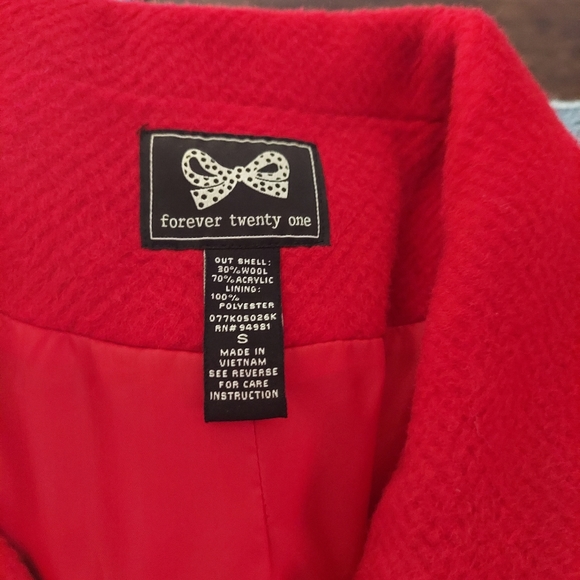 forever twenty one
OUT SHELL:
30% WOOL
70% ACRYLIC
LINING:
100%
POLYESTER
077K05026K
RN# 94981
S
MADE IN
VIETNAM
SEE REVERSE
FOR CARE
INSTRUCTION